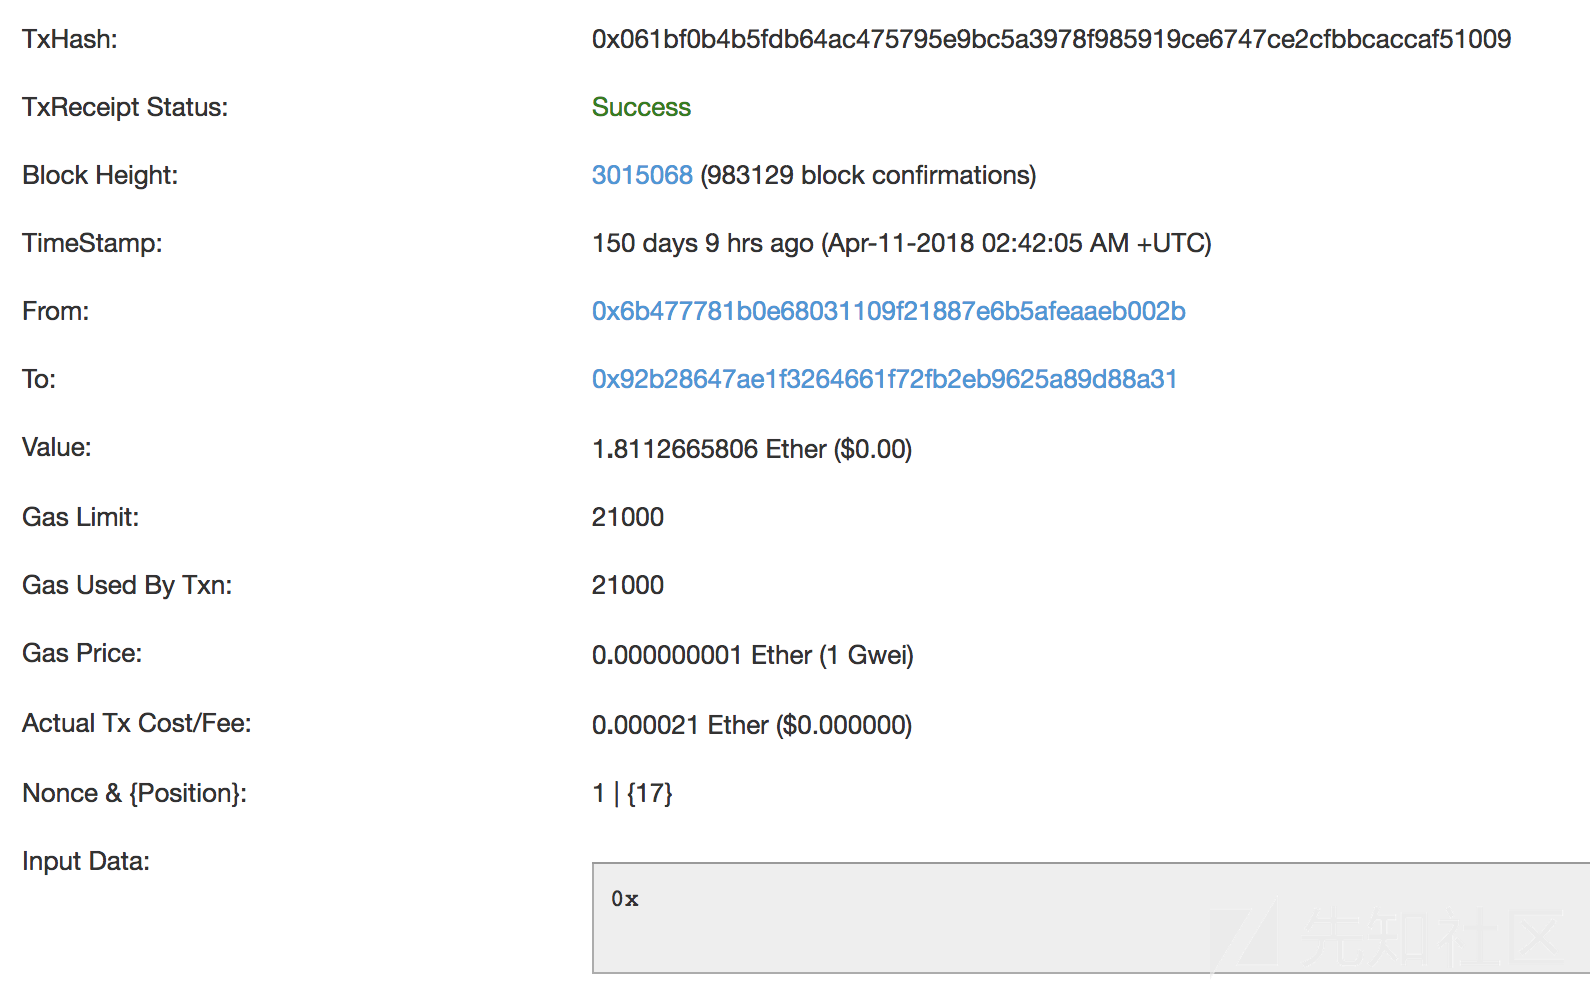 TxHash: 0x061bf0b4b5fdb64ac475795e9bc5a3978f985919ce6747ce2cfbbcaccaf51009
TxReceipt Status: Success
Block Height: 3015068 (983129 block confirmations)
TimeStamp: 150 days 9 hrs ago (Apr-11-2018 02:42:05 AM +UTC)
From: 0x6b477781b0e68031109f21887e6b5afeaaeb002b
To: 0x92b28647ae1f3264661f72fb2eb9625a89d88a31
Value: 1.8112665806 Ether ($0.00)
Gas Limit: 21000
Gas Used By Txn: 21000
Gas Price: 0.000000001 Ether (1 Gwei)
Actual Tx Cost/Fee: 0.000021 Ether ($0.000000)
Nonce & {Position}: 1 | {17}
Input Data:
0x
先知社区